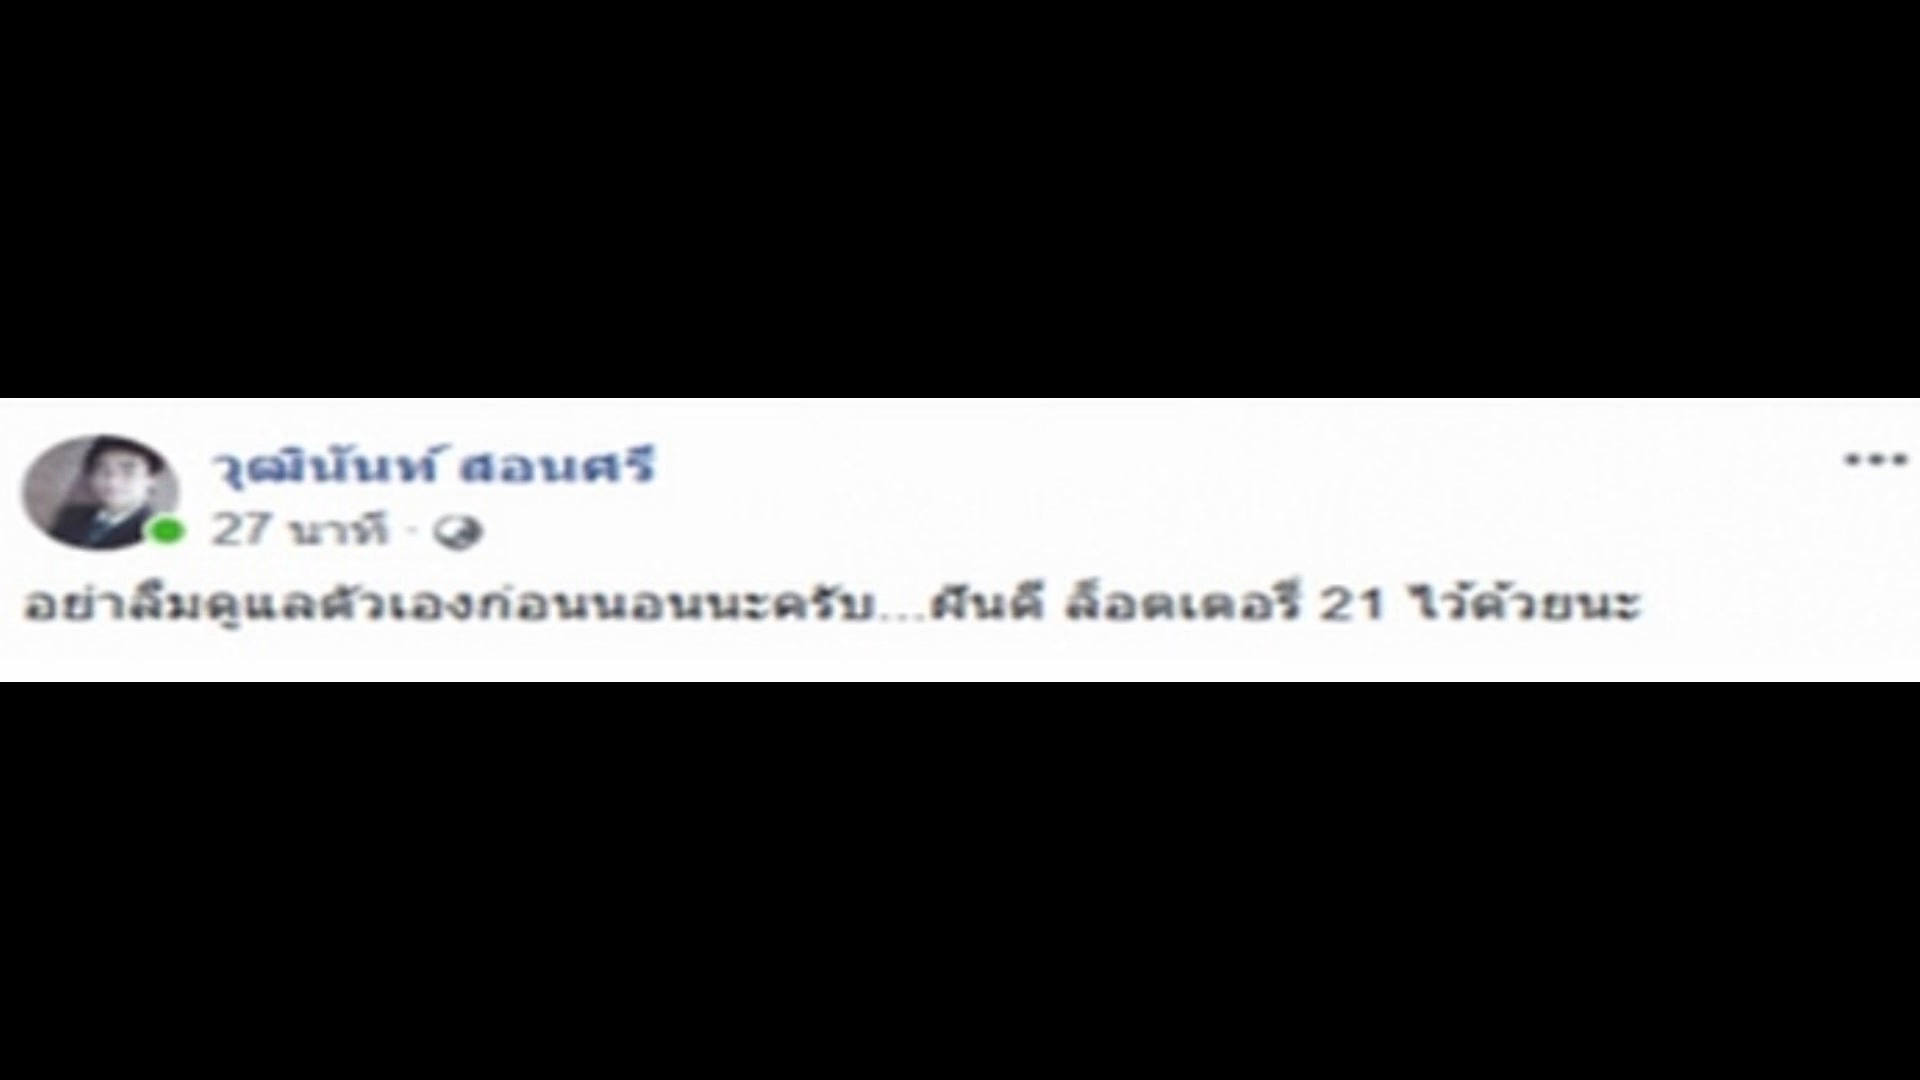 วุฒินันท์ สอนศรี
27 นาที ·
อย่าลืมดูแลตัวเองก่อนนอนนะครับ...ฝันดี ล็อตเตอรี่ 21 ไว้ด้วยนะ